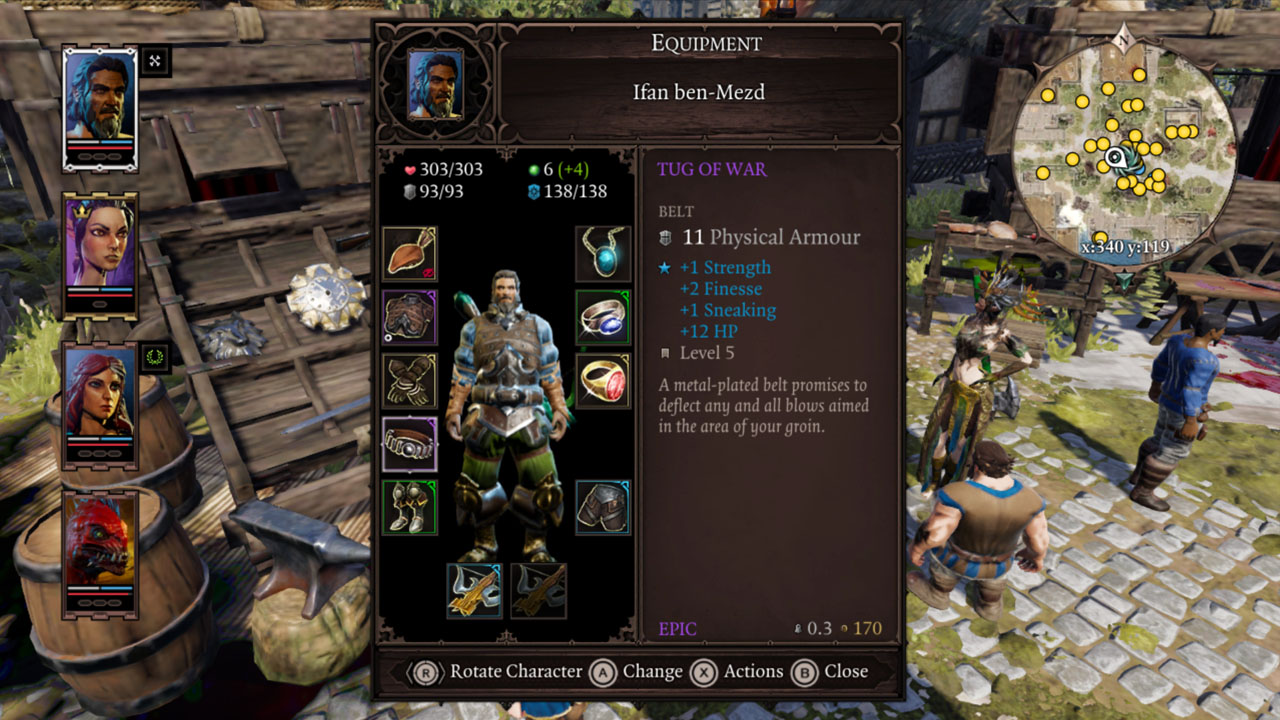 EQUIPMENT
Ifan ben-Mezd
303/303
6 (+4)
93/93
138/138
TUG OF WAR
BELT
11 Physical Armour
+1 Strength
+2 Finesse
+1 Sneaking
+12 HP
Level 5
A metal-plated belt promises to
deflect any and all blows aimed
in the area of your groin.
EPIC
0.3
170
R Rotate Character
A Change
X Actions
B Close
N
x:340 y:119